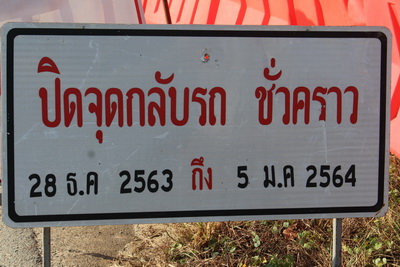 ปิดจุดกลับรถ ชั่วคราว
28 ธ.ค 2563 ถึง 5 ม.ค 2564